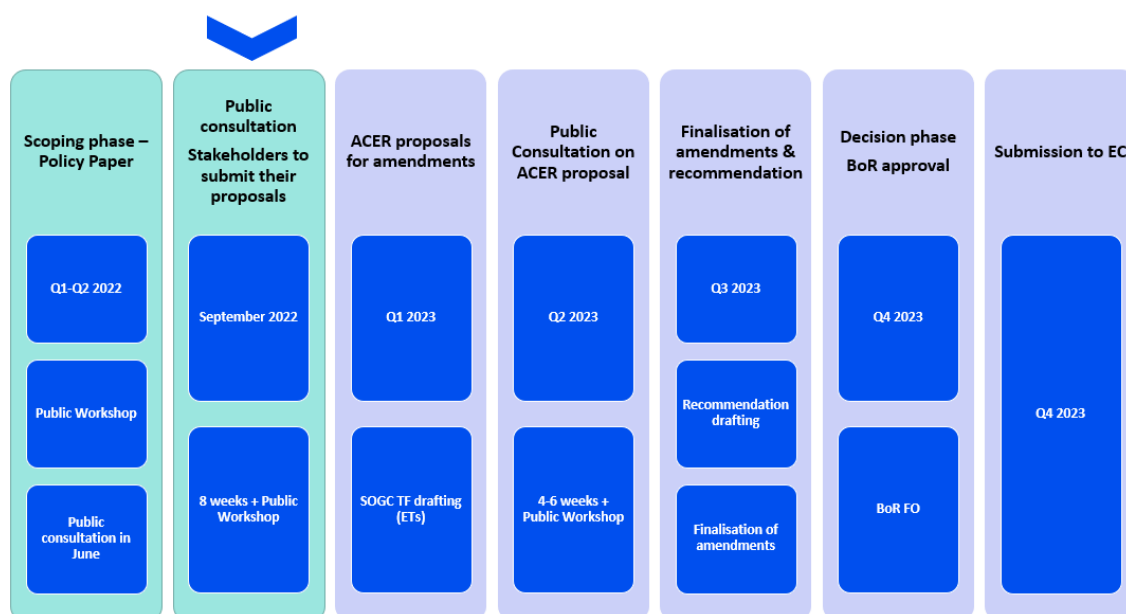 Scoping phase –
Policy Paper
Q1-Q2 2022
Public Workshop
Public
consultation in
June
Public
consultation
Stakeholders to
submit their
proposals
September 2022
8 weeks + Public
Workshop
ACER proposals
for amendments
Q1 2023
SOGC TF drafting
(ETs)
Public
Consultation on
ACER proposal
Q2 2023
4-6 weeks +
Public Workshop
Finalisation of
amendments &
recommendation
Q3 2023
Recommendation
drafting
Finalisation of
amendments
Decision phase
BoR approval
Q4 2023
BoR FO
Submission to EC
Q4 2023